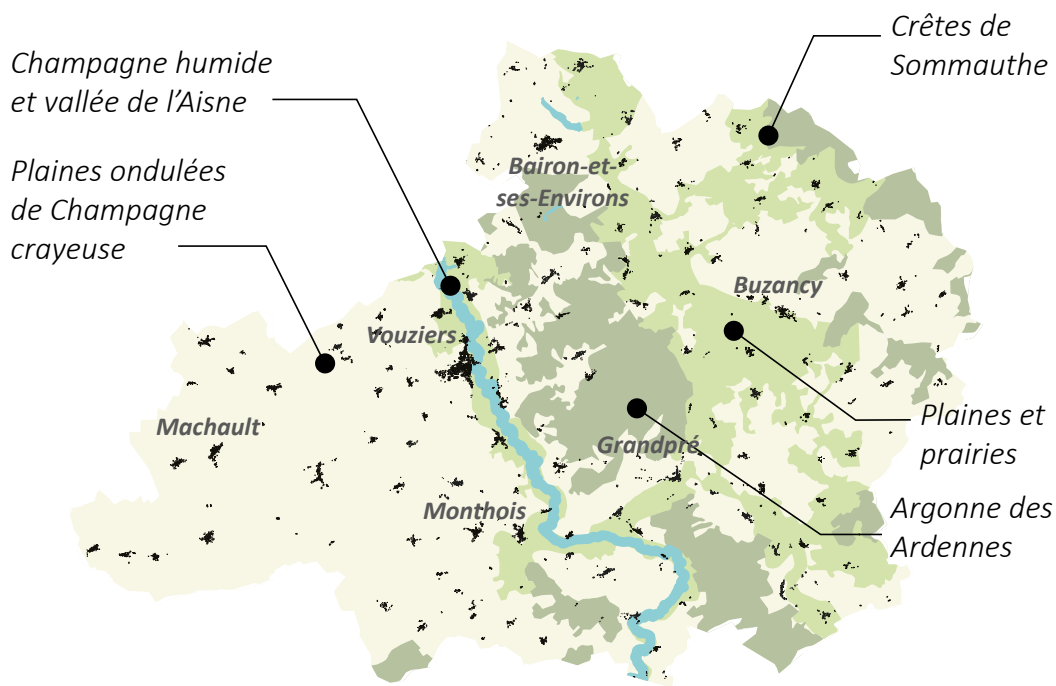 Crêtes de
Sommauthe
Champagne humide
et vallée de l'Aisne
Plaines ondulées
de Champagne
crayeuse
Bairon-et-
ses-Environs
Buzancy
Vouziers
Machault
Grandpré
Monthois
Plaines et
prairies
Argonne des
Ardennes